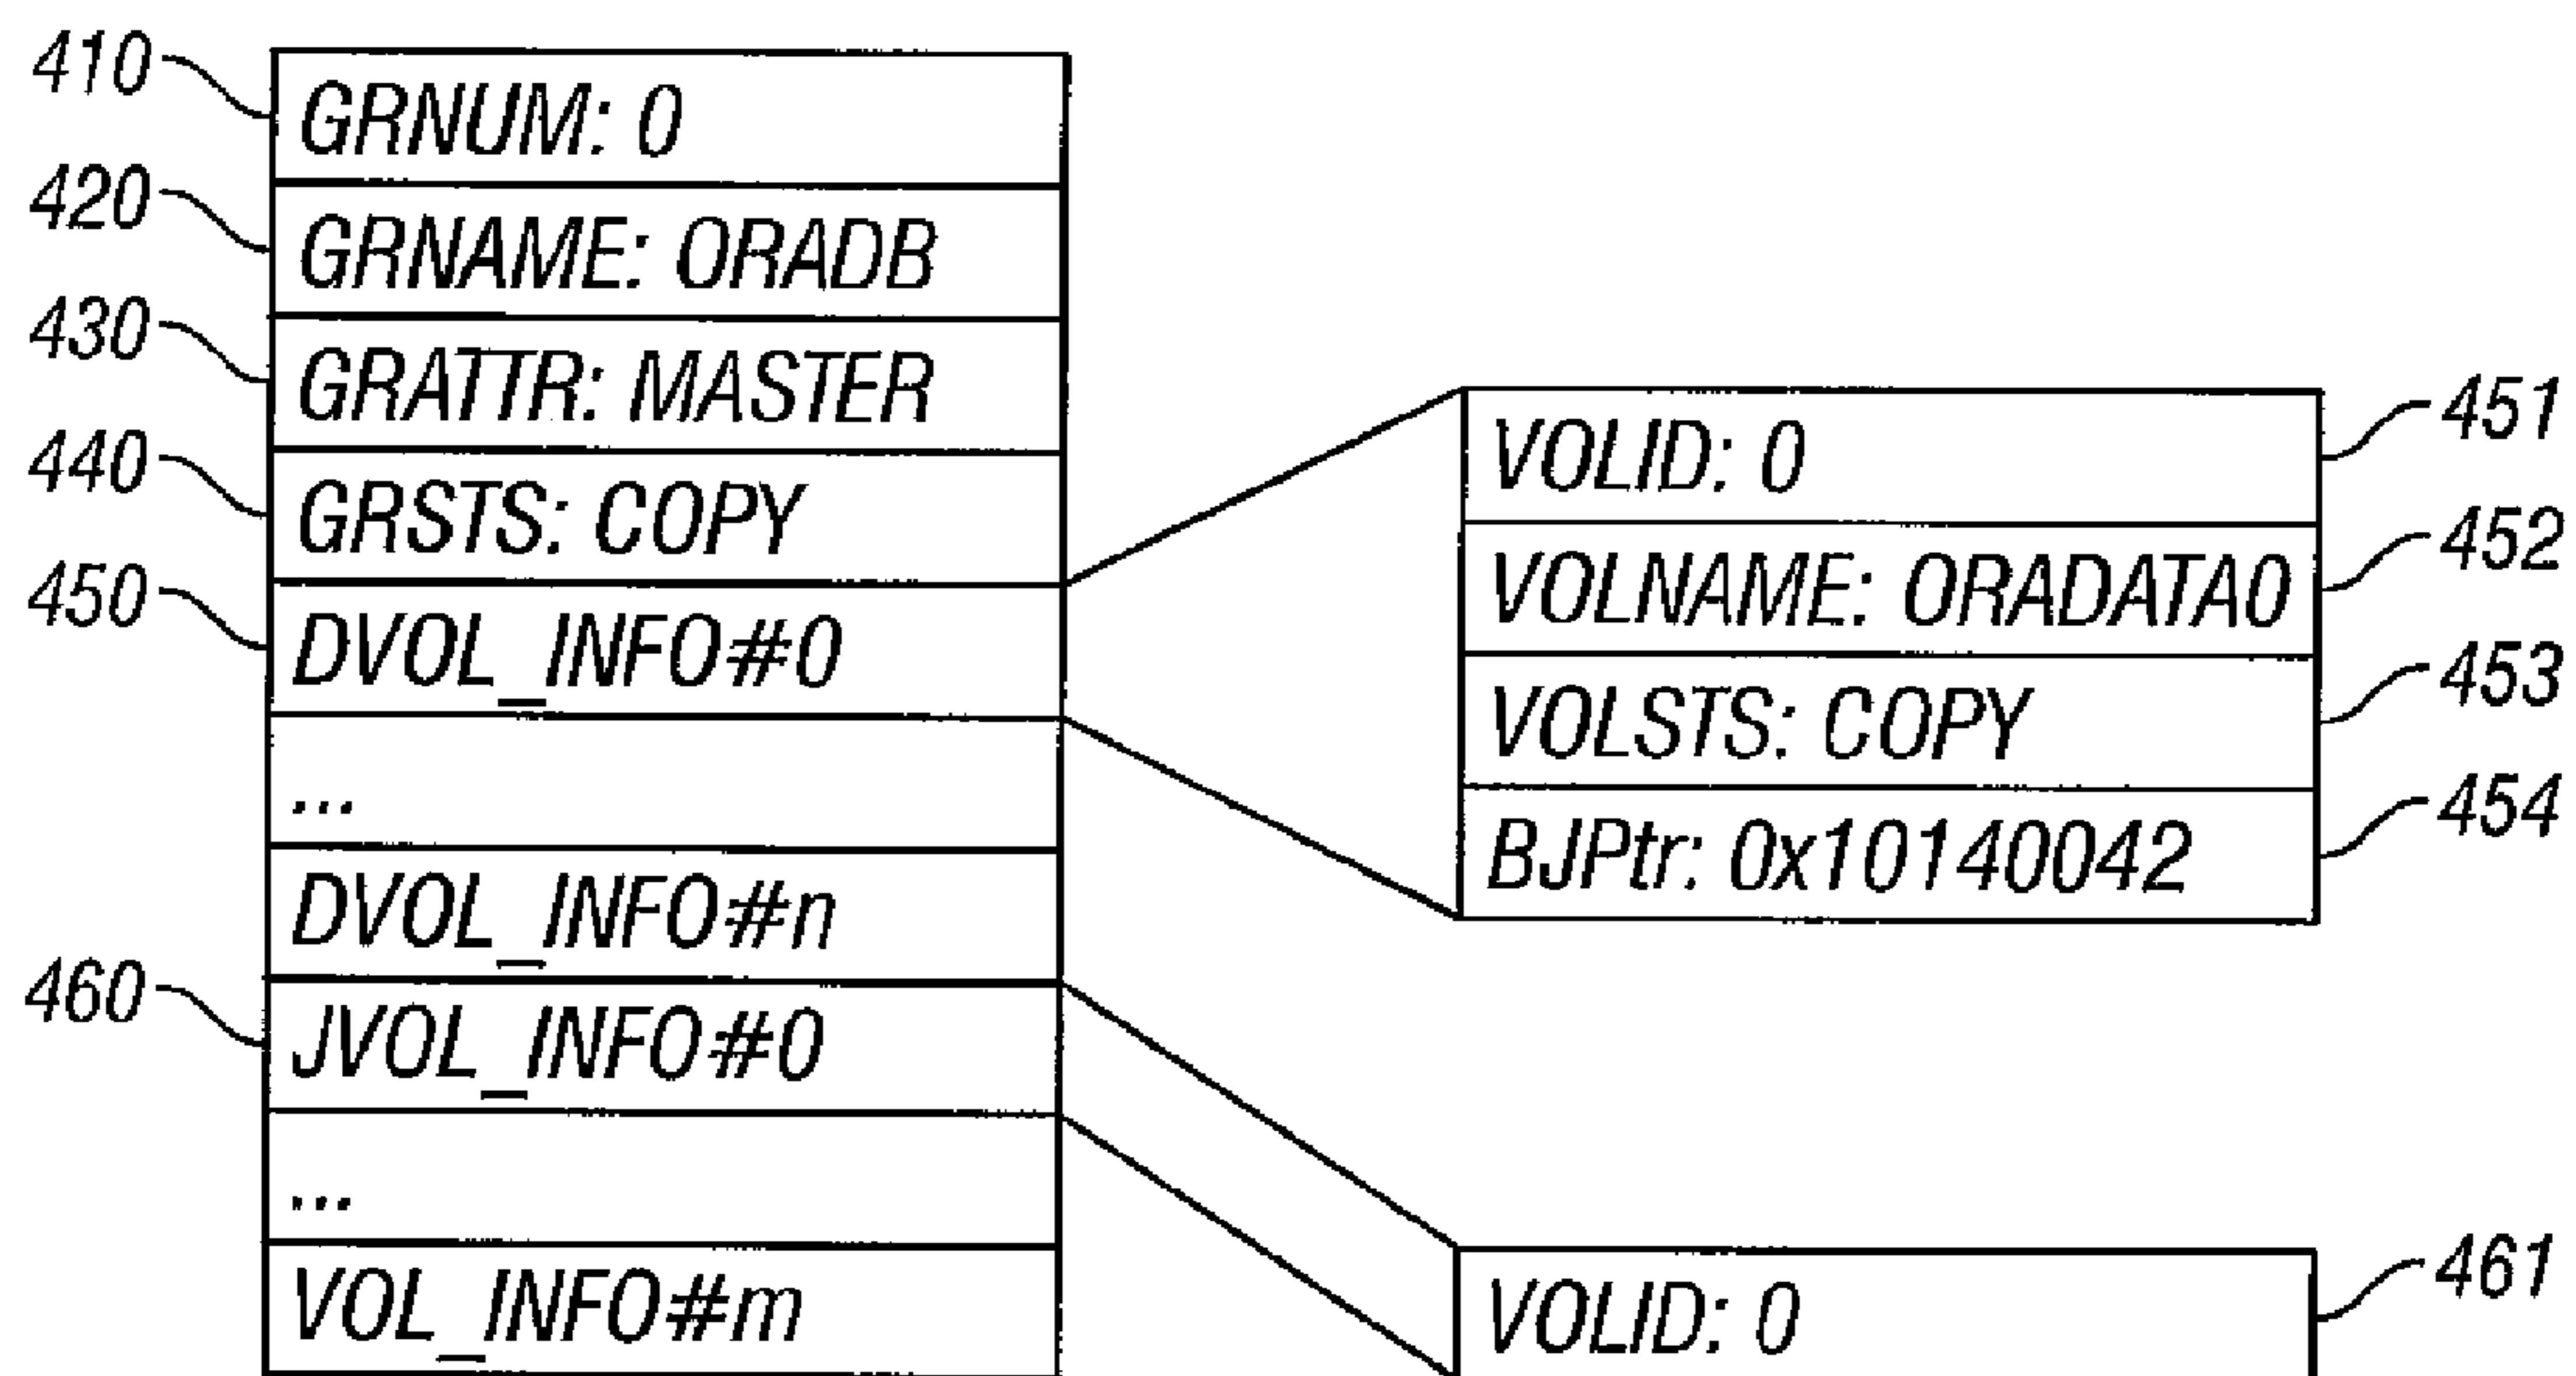 410
GRNUM: 0
420
GRNAME: ORADB
430
GRATTR: MASTER
440
GRSTS: COPY
450
DVOL_INFO#0
...
DVOL_INFO#n
460
JVOL_INFO#0
...
VOL_INFO#m
VOLID: 0
451
VOLNAME: ORADATA0
452
VOLSTS: COPY
453
BJPtr: 0x10140042
454
VOLID: 0
461